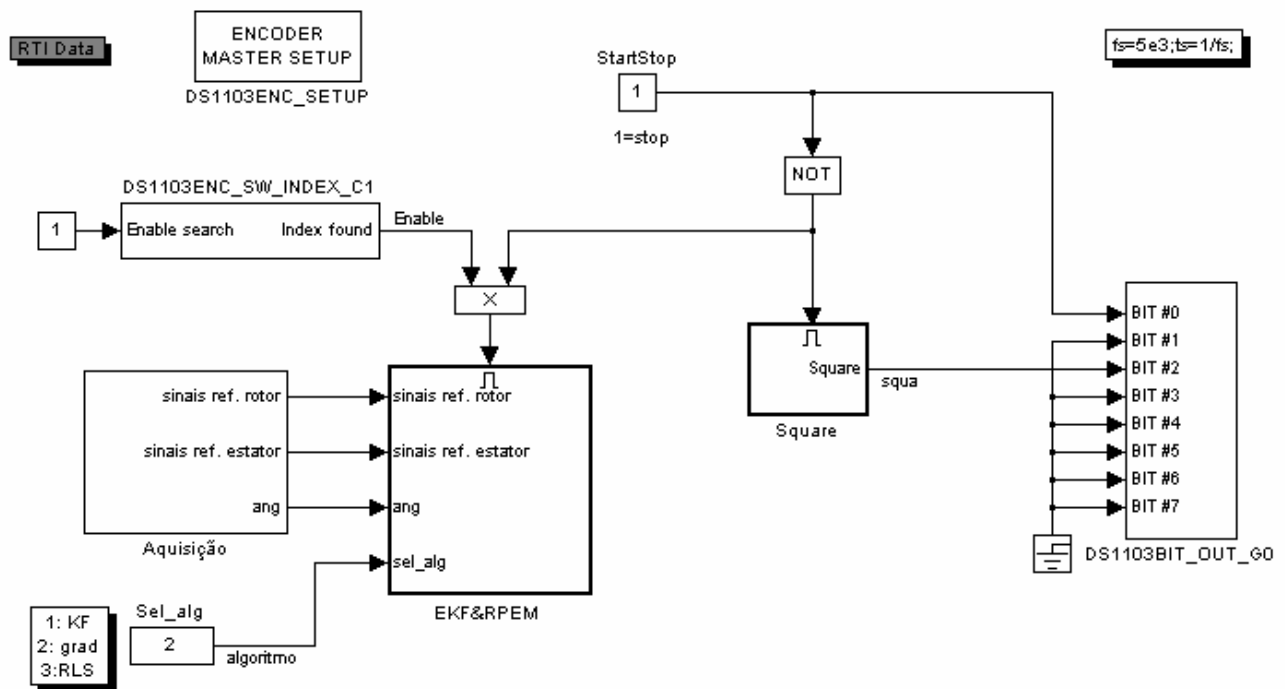 RTI Data
ENCODER
MASTER SETUP
DS1103ENC_SETUP
StartStop
1
1=stop
fs=5e3;ts=1/fs;
NOT
DS1103ENC_SW_INDEX_C1
1
Enable search
Index found
Enable
X
Square
squa
Square
BIT #0
BIT #1
BIT #2
BIT #3
BIT #4
BIT #5
BIT #6
BIT #7
DS1103BIT_OUT_G0
sinais ref. rotor
sinais ref. estator
ang
Aquisição
sinais ref. rotor
sinais ref. estator
ang
sel_alg
EKF&RPEM
1: KF
2: grad
3:RLS
Sel_alg
2
algoritmo